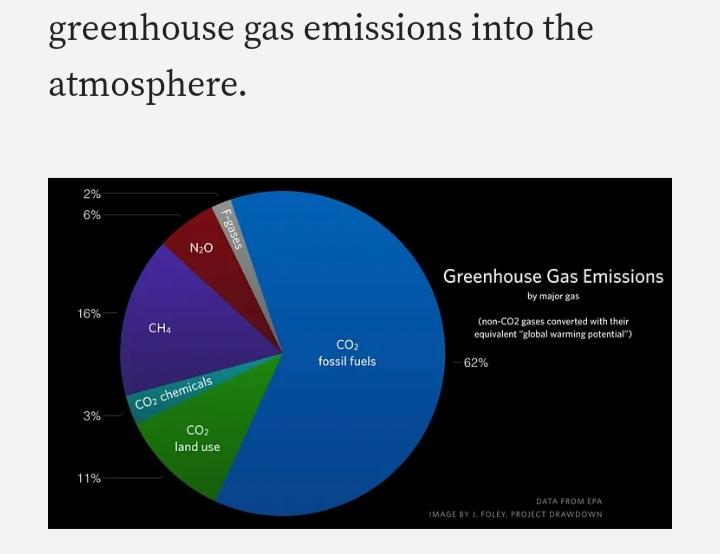 greenhouse gas emissions into the
atmosphere.
2%
6%
F-gases
N₂O
Greenhouse Gas Emissions
by major gas
16%
(non-CO2 gases converted with their
equivalent "global warming potential")
CH₄
CO₂
fossil fuels
62%
CO₂ chemicals
3%
CO₂
land use
11%
DATA FROM EPA
IMAGE BY J. FOLEY, PROJECT DRAWDOWN